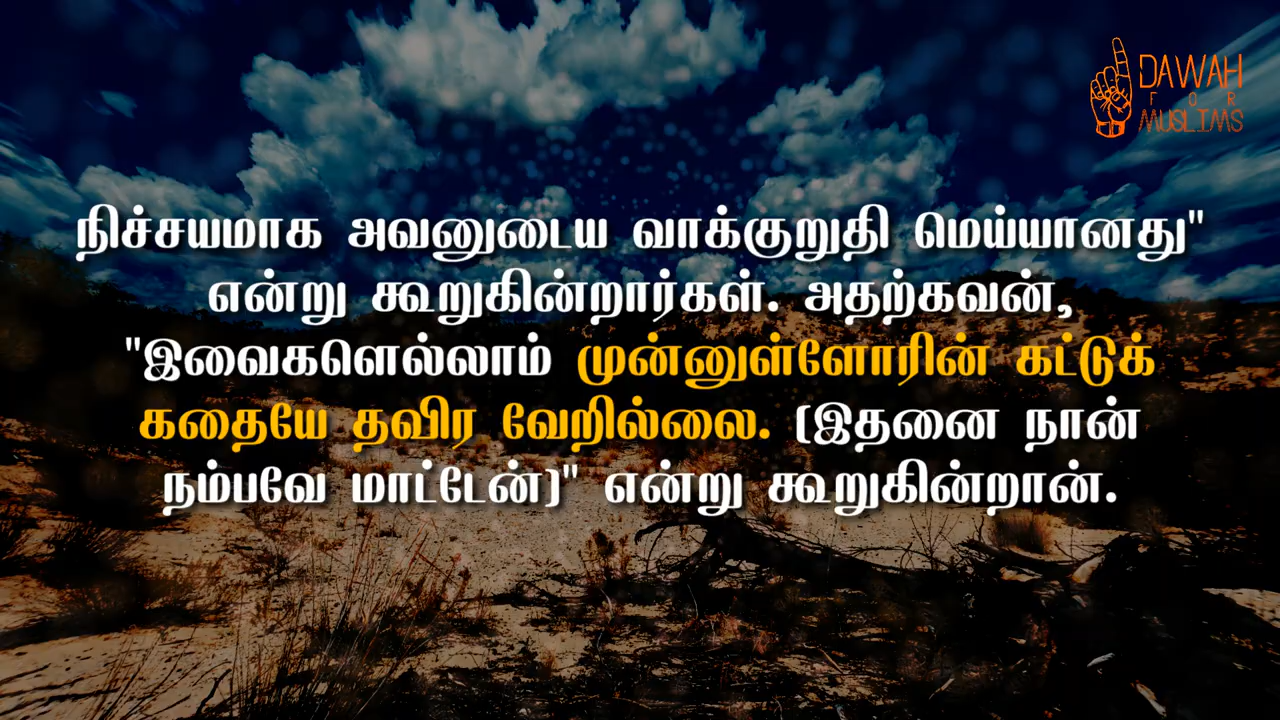 DAWAH
FOR
MUSLIMS
நிச்சயமாக அவனுடைய வாக்குறுதி மெய்யானது"
என்று கூறுகின்றார்கள். அதற்கவன்,
"இவைகளெல்லாம் முன்னுள்ளோரின் கட்டுக்
கதையே தவிர வேறில்லை. (இதனை நான்
நம்பவே மாட்டேன்)" என்று கூறுகின்றான்.